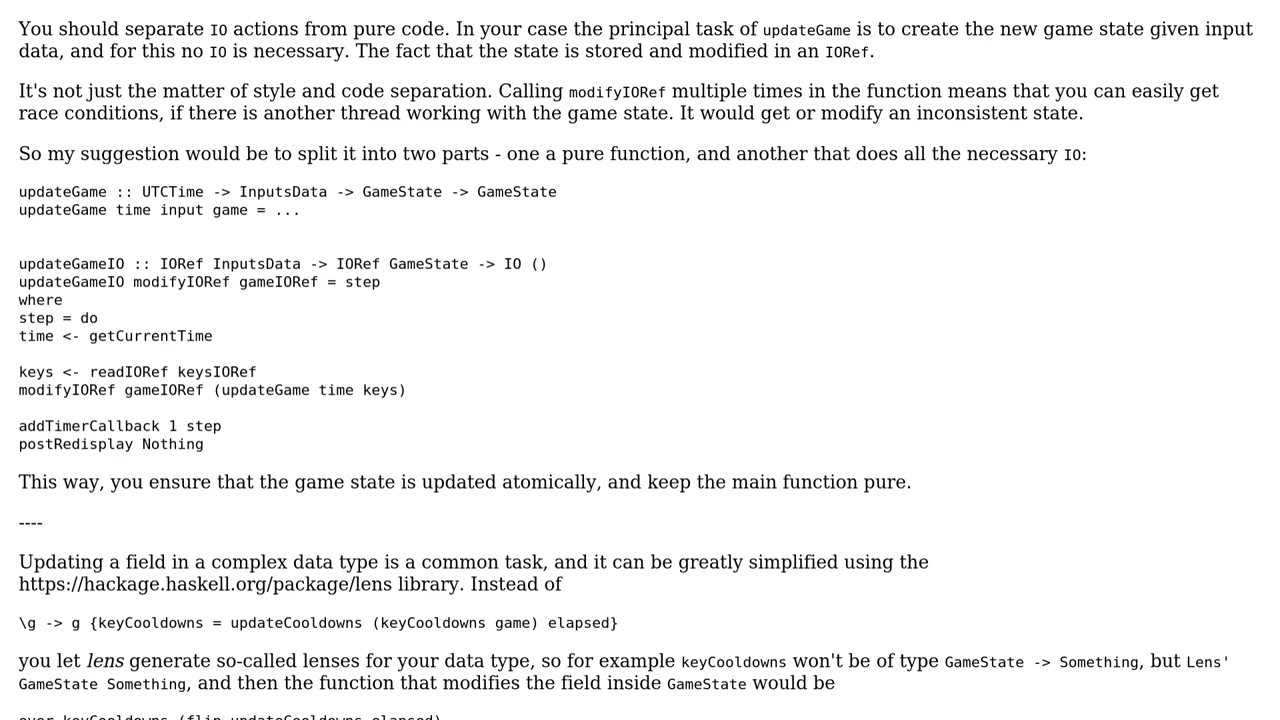 You should separate IO actions from pure code. In your case the principal task of updateGame is to create the new game state given input
data, and for this no IO is necessary. The fact that the state is stored and modified in an IORef.
It's not just the matter of style and code separation. Calling modifyIORef multiple times in the function means that you can easily get
race conditions, if there is another thread working with the game state. It would get or modify an inconsistent state.
So my suggestion would be to split it into two parts - one a pure function, and another that does all the necessary IO:
updateGame :: UTCTime -> InputsData -> GameState -> GameState
updateGame time input game = ...
updateGameIO :: IORef InputsData -> IORef GameState -> IO ()
updateGameIO modifyIORef gameIORef = step
where
step = do
time <- getCurrentTime
keys <- readIORef keysIORef
modifyIORef gameIORef (updateGame time keys)
addTimerCallback 1 step
postRedisplay Nothing
This way, you ensure that the game state is updated atomically, and keep the main function pure.
----
Updating a field in a complex data type is a common task, and it can be greatly simplified using the
https://hackage.haskell.org/package/lens library. Instead of
\g -> g {keyCooldowns = updateCooldowns (keyCooldowns game) elapsed}
you let lens generate so-called lenses for your data type, so for example keyCooldowns won't be of type GameState -> Something, but Lens'
GameState Something, and then the function that modifies the field inside GameState would be
over keyCooldowns (flip updateCooldowns elapsed)